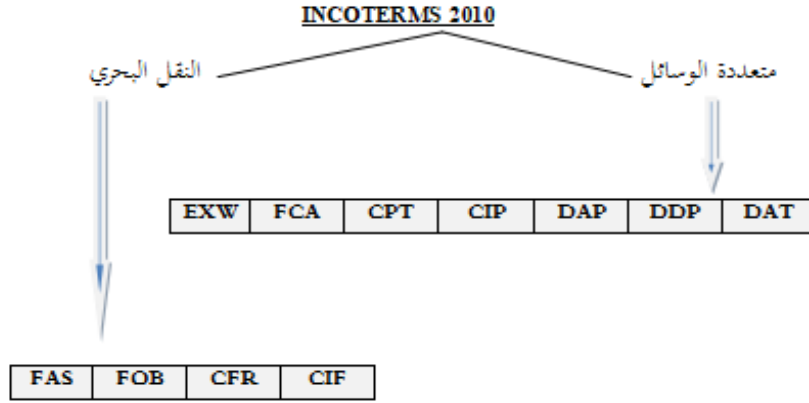 INCOTERMS 2010
متعددة الوسائل
النقل البحري
EXW FCA CPT CIP DAP DDP DAT
FAS FOB CFR CIF